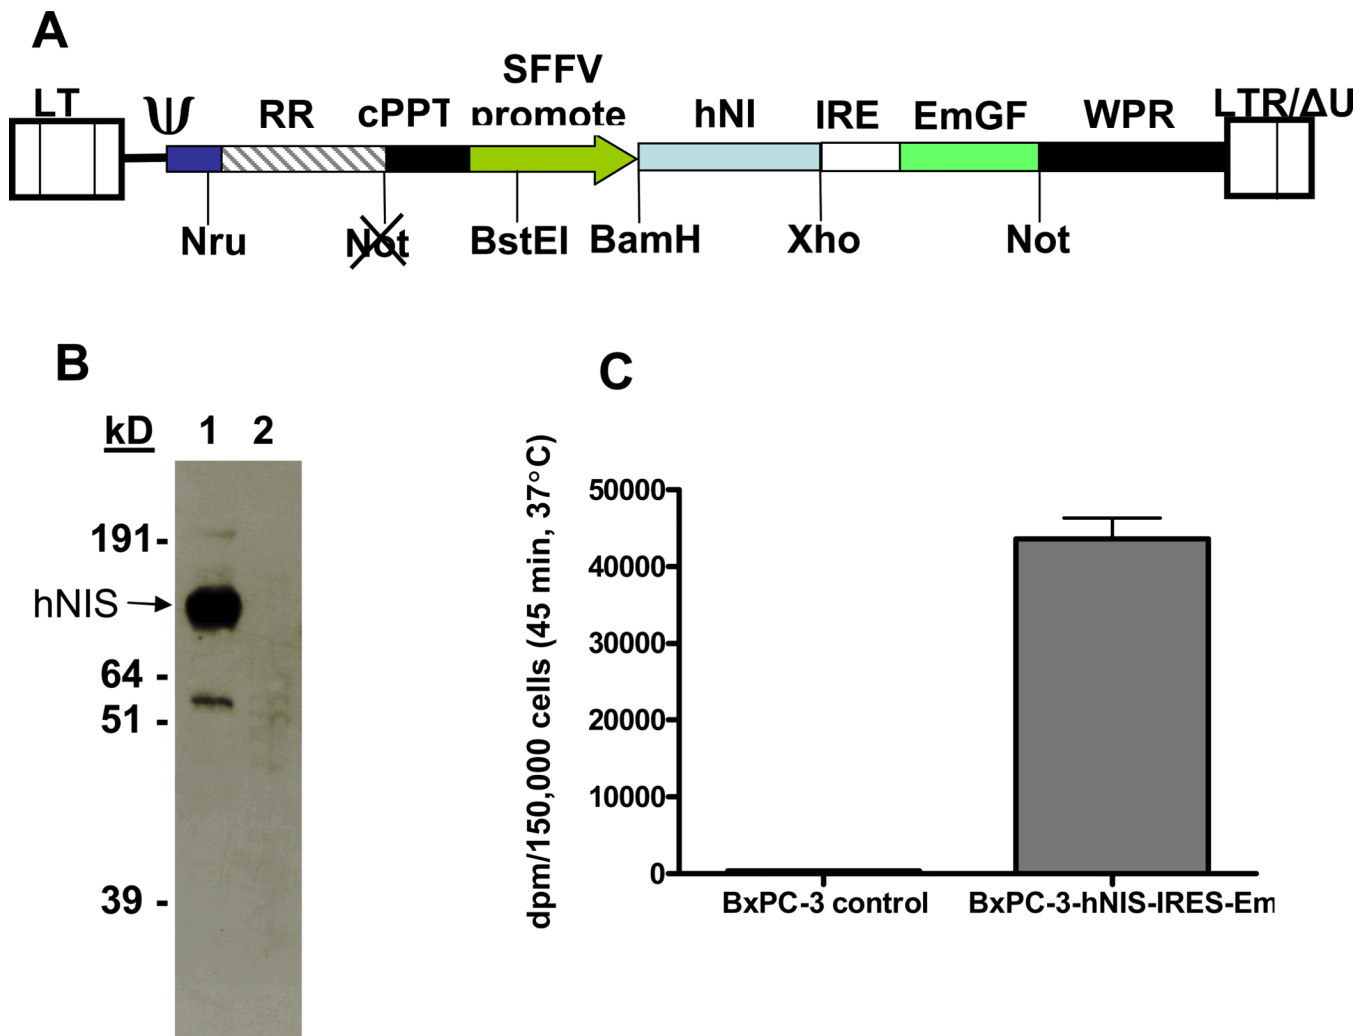 A
SFFV
LT ψ RR cPPT promote hNI IRE EmGF WPR LTR/ΔU
Nru Not BstEI BamH Xho Not
B
C
kD 1 2
191-
hNIS
64 -
51 -
39 -
dpm/150,000 cells (45 min, 37°C)
50000
40000
30000
20000
10000
0
BxPC-3 control BxPC-3-hNIS-IRES-Em